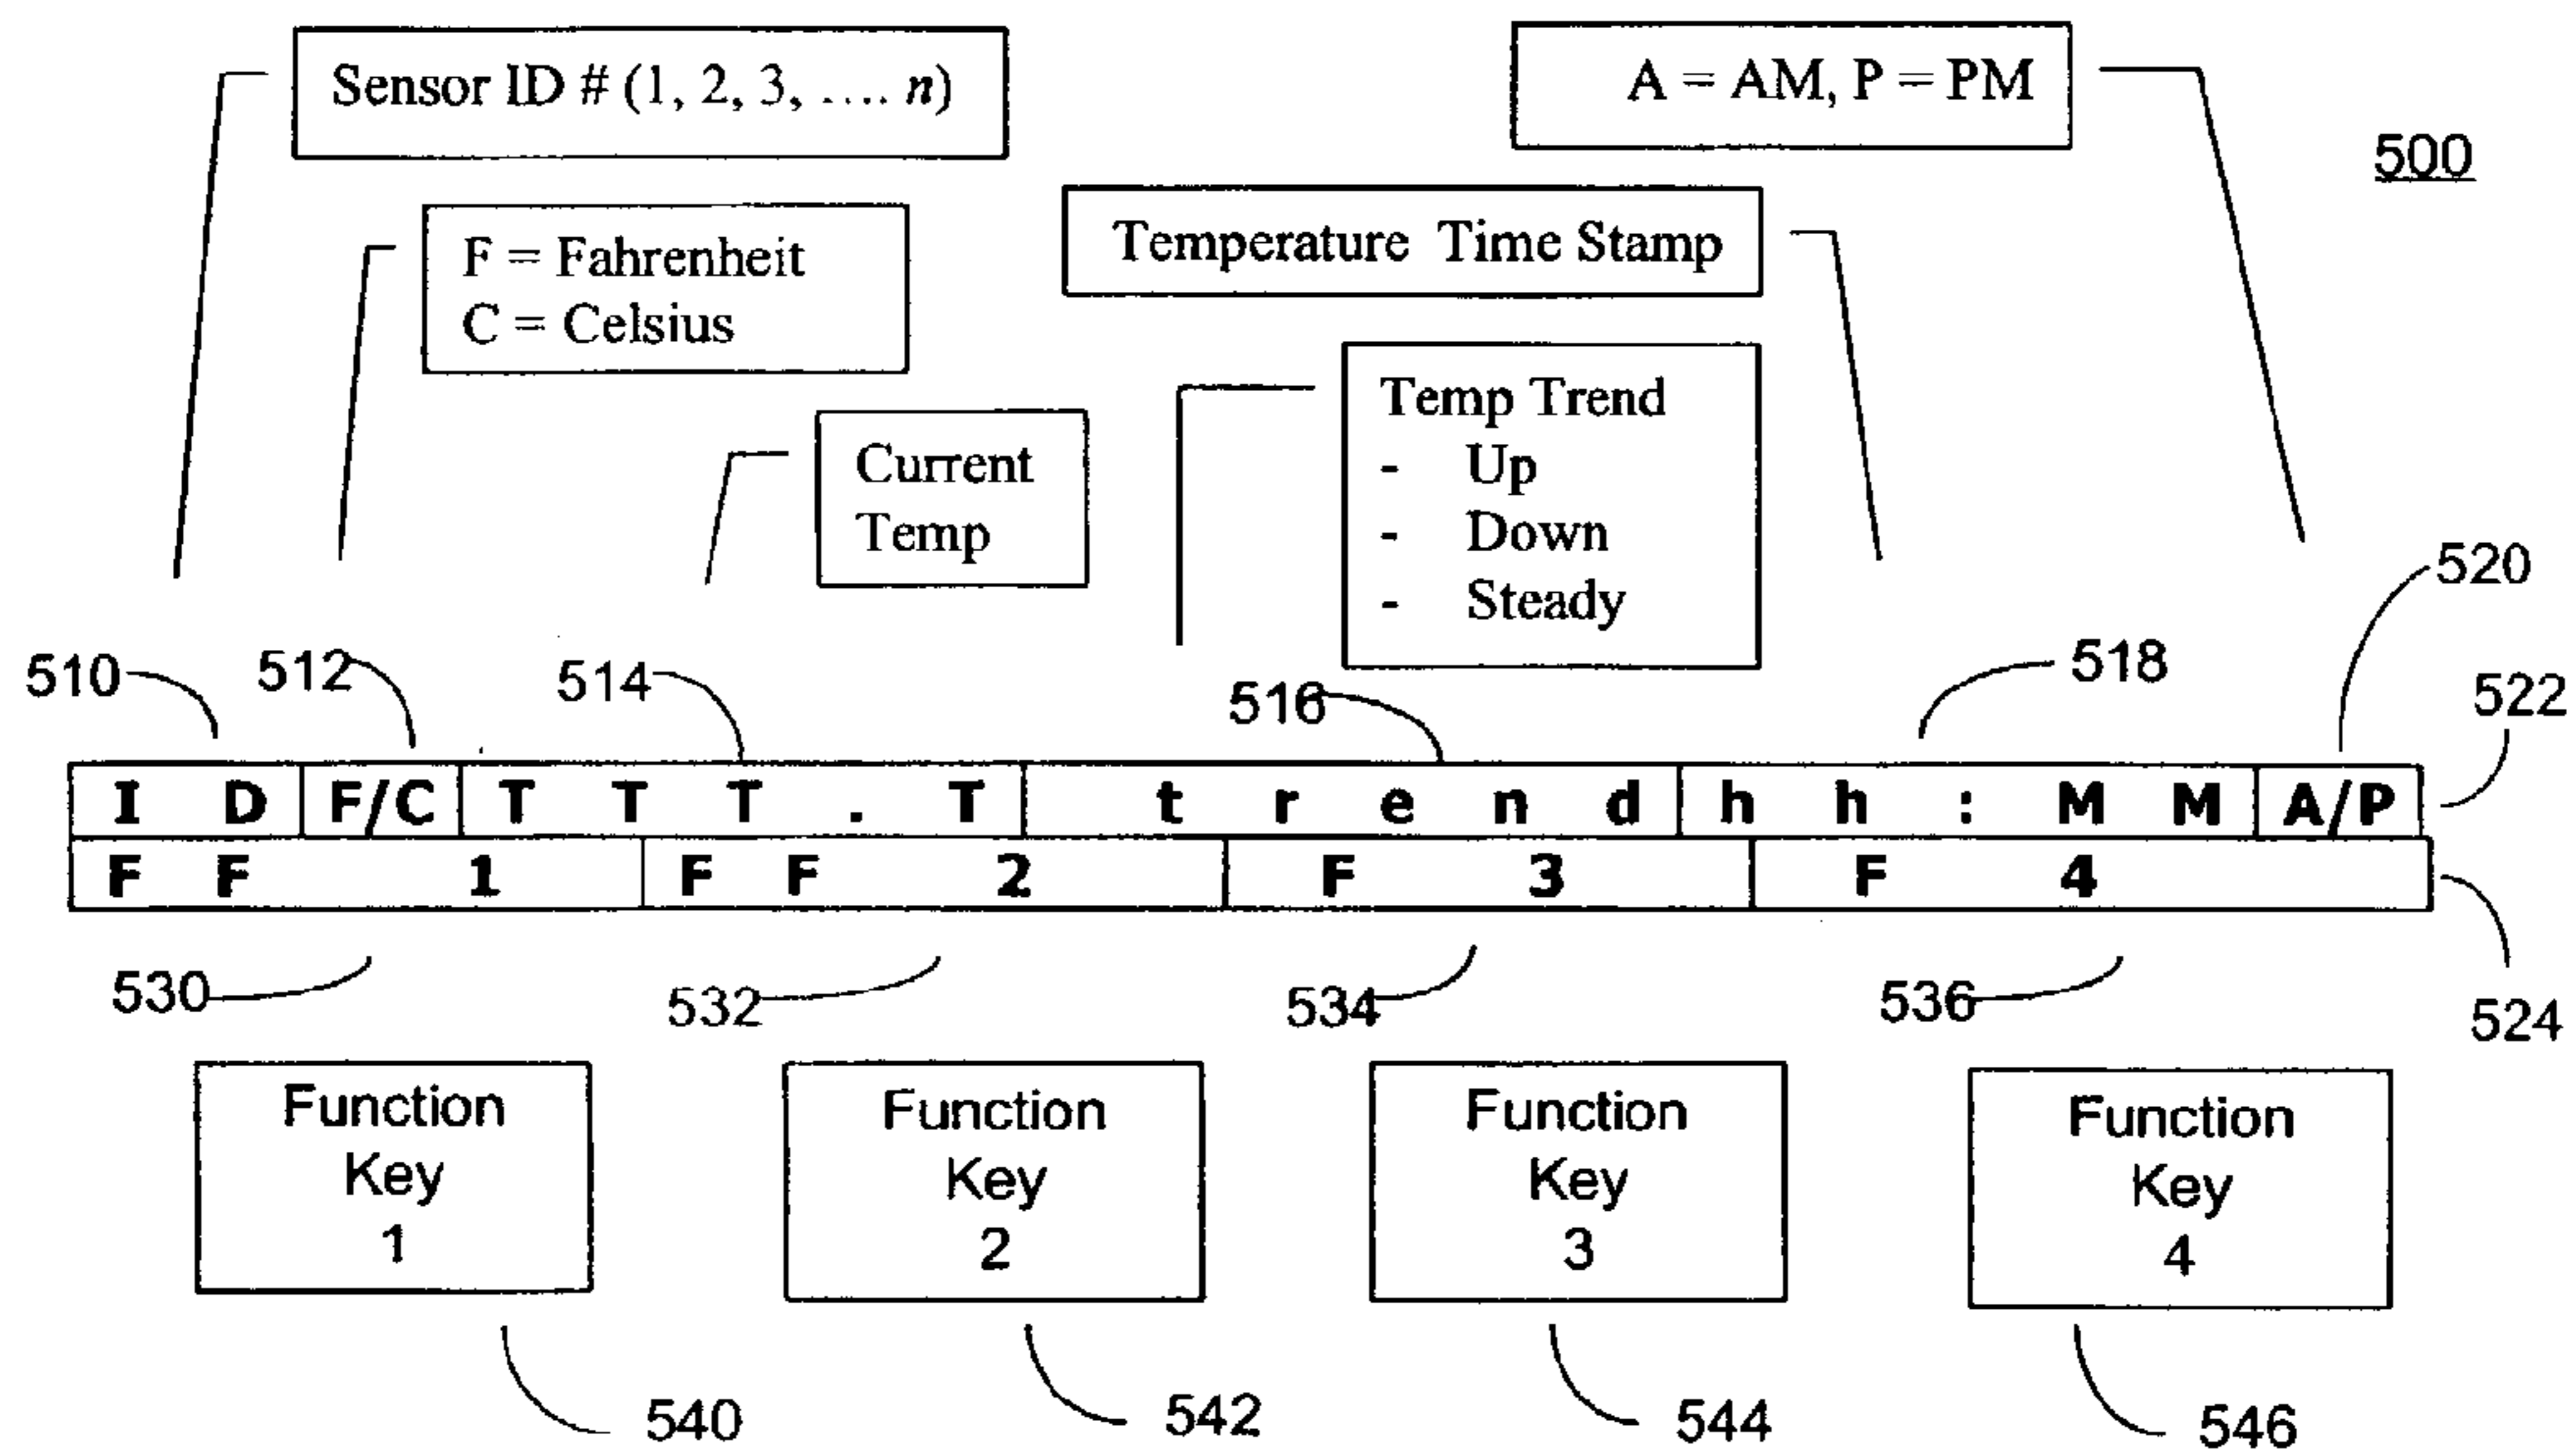 Sensor ID # (1, 2, 3, .... n)
A = AM, P = PM
500
F = Fahrenheit
C = Celsius
Temperature Time Stamp
Current
Temp
Temp Trend
- Up
- Down
- Steady
520
510
512
514
516
518
522
I D F/C T T T . T t r e n d h h : M M A/P
F F 1 F F 2 F 3 F 4
530
532
534
536
524
Function
Key
1
Function
Key
2
Function
Key
3
Function
Key
4
540
542
544
546